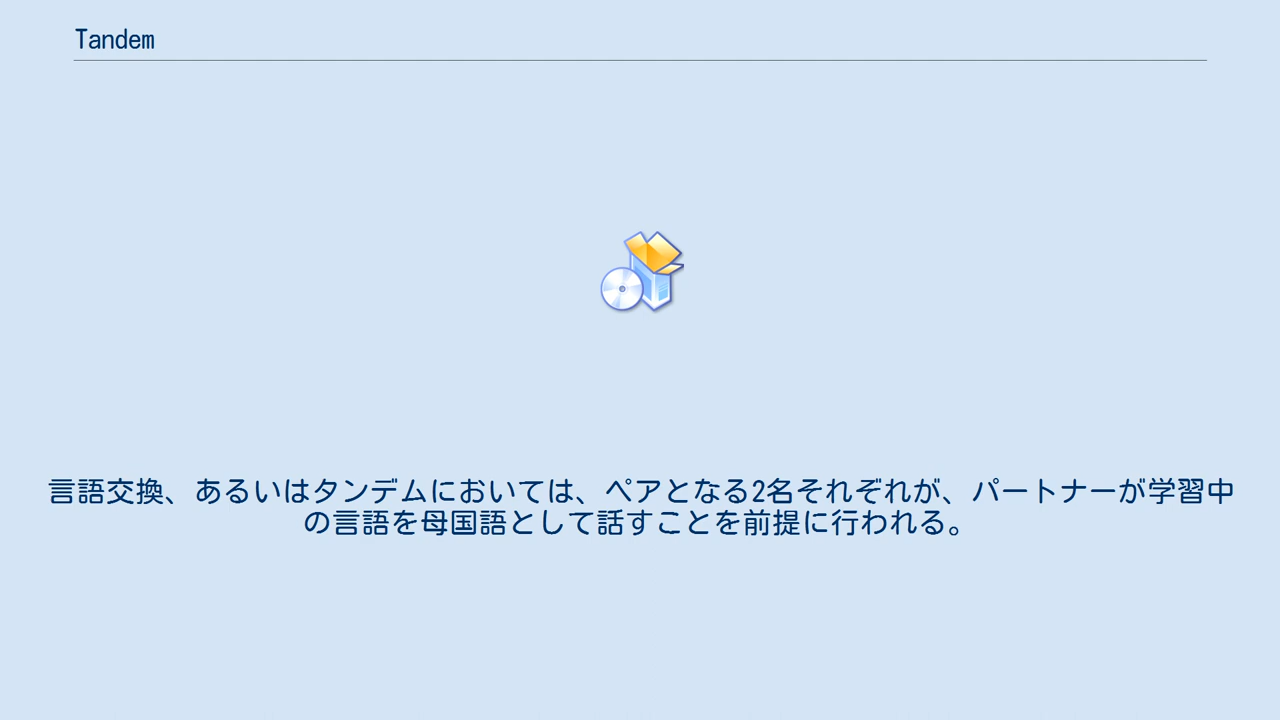 Tandem
言語交換、あるいはタンデムにおいては、ペアとなる2名それぞれが、パートナーが学習中
の言語を母国語として話すことを前提に行われる。